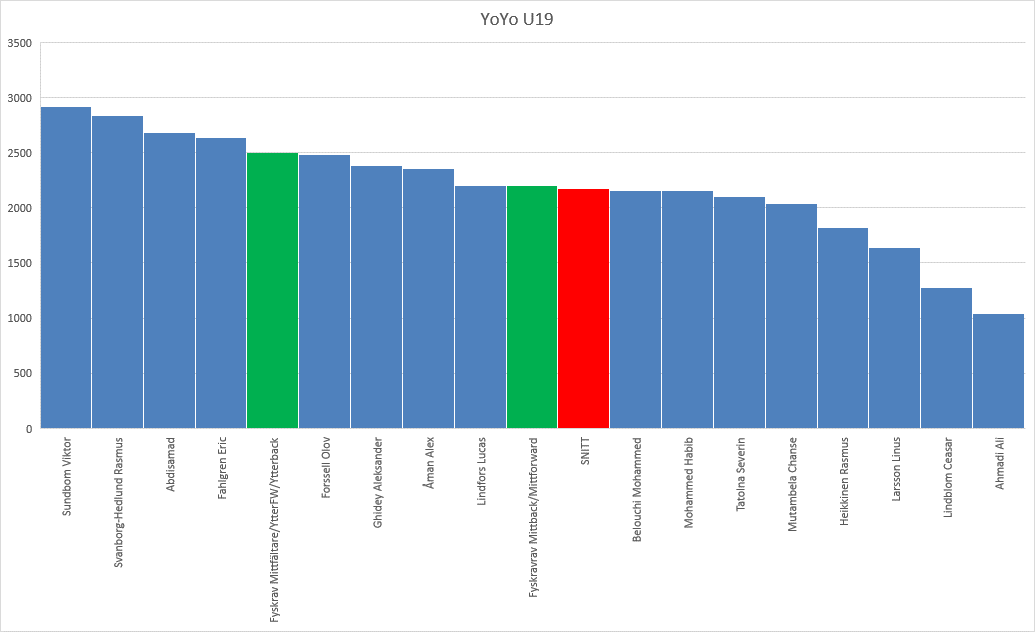 YoYo U19
3500
3000
2500
2000
1500
1000
500
0
Sundbom Viktor
Svanborg-Hedlund Rasmus
Abdisamad
Fahlgren Eric
Fyskrav Mittfältare/YtterFW/Ytterback
Forssell Olov
Ghidey Aleksander
Åman Alex
Lindfors Lucas
Fyskravrav Mittback/Mittforward
SNITT
Belouchi Mohammed
Mohammed Habib
Tatolna Severin
Mutambela Chanse
Heikkinen Rasmus
Larsson Linus
Lindblom Ceasar
Ahmadi Ali